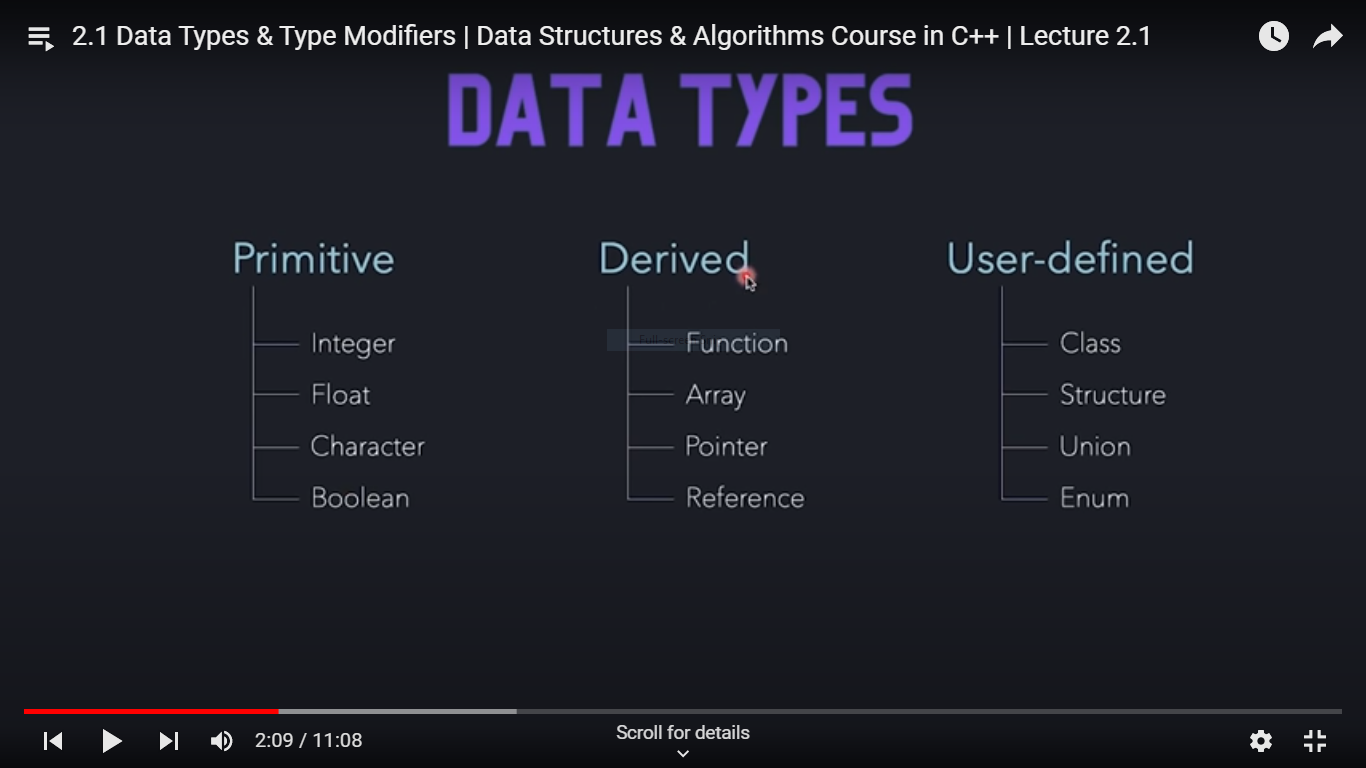 2.1 Data Types & Type Modifiers | Data Structures & Algorithms Course in C++ | Lecture 2.1
DATA TYPES
Primitive
Integer
Float
Character
Boolean
Derived
Function
Array
Pointer
Reference
User-defined
Class
Structure
Union
Enum
2:09 / 11:08
Scroll for details